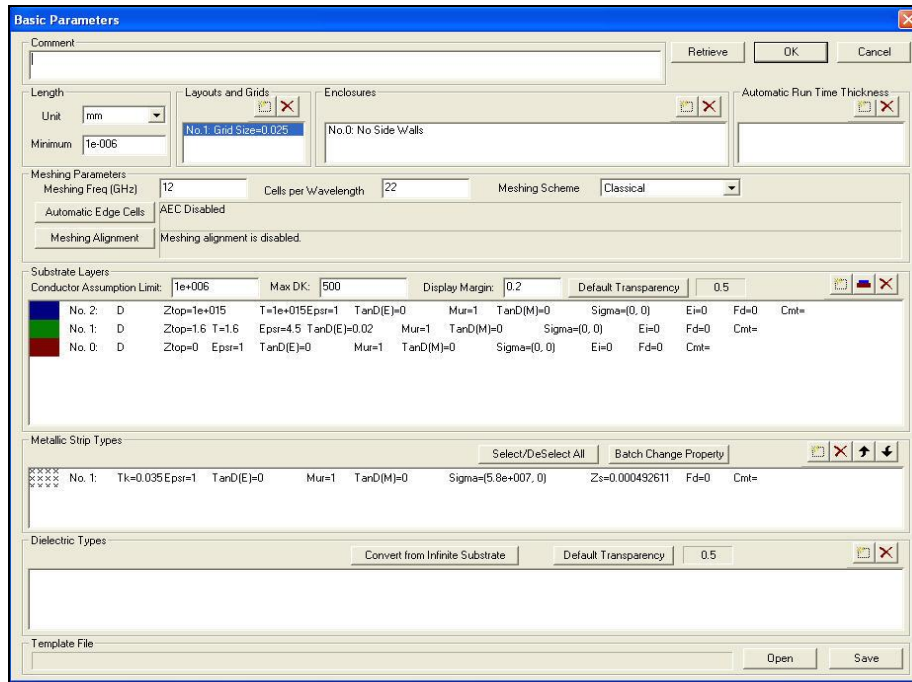 Basic Parameters
Comment
Retrieve OK Cancel
Length Layouts and Grids Enclosures Automatic Run Time Thickness
Unit mm
No.1: Grid Size=0.025 No.0: No Side Walls
Minimum 1e-006
Meshing Parameters
Meshing Freq (GHz) 12 Cells per Wavelength 22 Meshing Scheme Classical
Automatic Edge Cells AEC Disabled
Meshing Alignment Meshing alignment is disabled.
Substrate Layers
Conductor Assumption Limit: 1e+006 Max DK: 500 Display Margin: 0.2 Default Transparency 0.5
No. 2: D Ztop=1e+015 T=1e+015Epsr=1 TanD(E)=0 Mur=1 TanD(M)=0 Sigma=(0, 0) Ei=0 Fd=0 Cmt=
No. 1: D Ztop=1.6 T=1.6 Epsr=4.5 TanD(E)=0.02 Mur=1 TanD(M)=0 Sigma=(0, 0) Ei=0 Fd=0 Cmt=
No. 0: D Ztop=0 Epsr=1 TanD(E)=0 Mur=1 TanD(M)=0 Sigma=(0, 0) Ei=0 Fd=0 Cmt=
Metallic Strip Types
Select/DeSelect All Batch Change Property
No. 1: Tk=0.035 Epsr=1 TanD(E)=0 Mur=1 TanD(M)=0 Sigma=(5.8e+007, 0) Zs=0.000492611 Fd=0 Cmt=
Dielectric Types
Convert from Infinite Substrate Default Transparency 0.5
Template File
Open Save